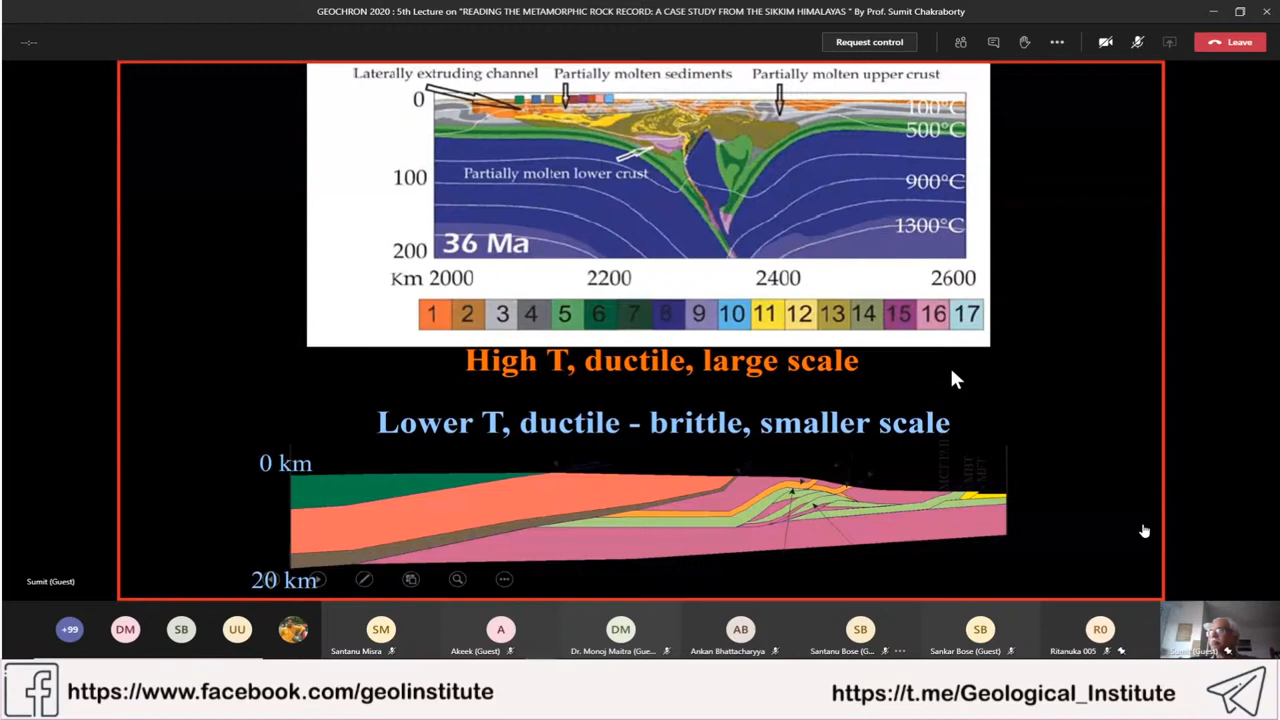 GEOCHRON 2020 : 5th Lecture on "READING THE METAMORPHIC ROCK RECORD: A CASE STUDY FROM THE SIKKIM HIMALAYAS " By Prof. Sumit Chakraborty
--:--
Request control
Leave
Laterally extruding channel
Partially molten sediments
Partially molten upper crust
0
100°C
500°C
Partially molten lower crust
100
900°C
1300°C
200
36 Ma
Km 2000
2200
2400
2600
1 2 3 4 5 6 7 8 9 10 11 12 13 14 15 16 17
High T, ductile, large scale
Lower T, ductile - brittle, smaller scale
0 km
MBT
MFT
20 km
Sumit (Guest)
+99
DM
SB
UU
SM
A
DM
AB
SB
SB
R0
Santanu Misra
Akeek (Guest)
Dr. Monoj Maitra (Gue...
Ankan Bhattacharyya
Santanu Bose (G...
Sankar Bose (Guest)
Ritanuka 005
Sumit (Guest)
https://www.facebook.com/geolinstitute
https://t.me/Geological_Institute